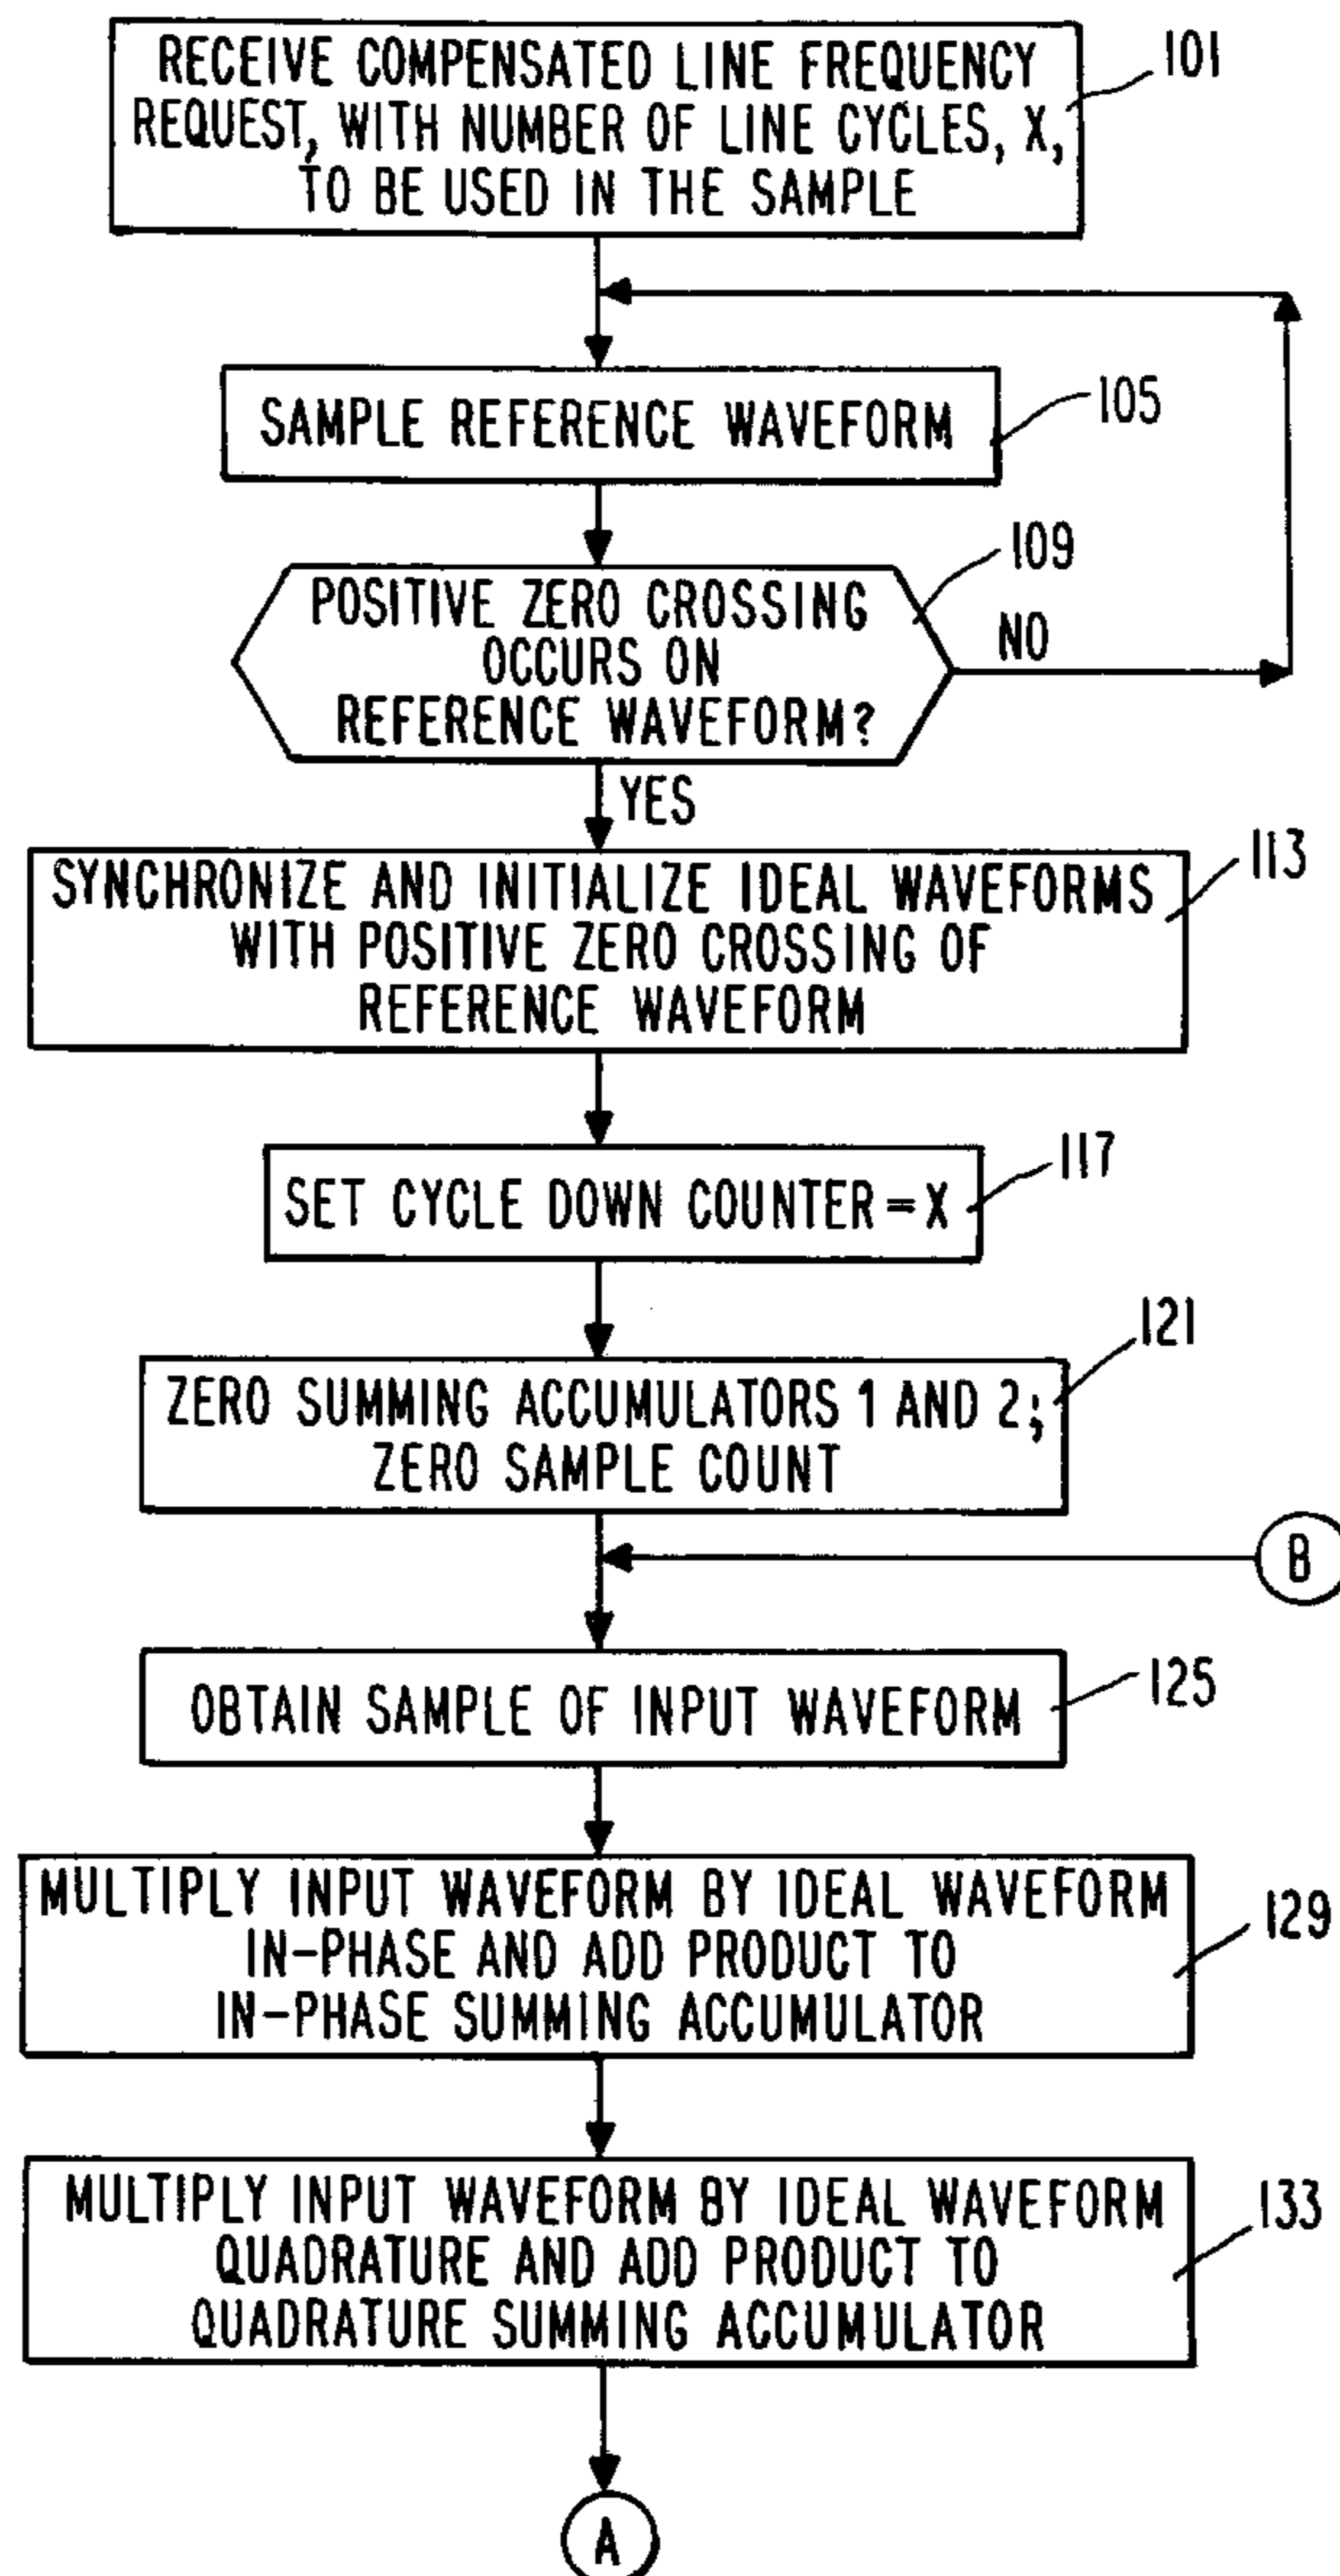 RECEIVE COMPENSATED LINE FREQUENCY
REQUEST, WITH NUMBER OF LINE CYCLES, X,
TO BE USED IN THE SAMPLE
101
SAMPLE REFERENCE WAVEFORM
105
POSITIVE ZERO CROSSING
OCCURS ON
REFERENCE WAVEFORM?
109
NO
YES
SYNCHRONIZE AND INITIALIZE IDEAL WAVEFORMS
WITH POSITIVE ZERO CROSSING OF
REFERENCE WAVEFORM
113
SET CYCLE DOWN COUNTER = X
117
ZERO SUMMING ACCUMULATORS 1 AND 2;
ZERO SAMPLE COUNT
121
B
OBTAIN SAMPLE OF INPUT WAVEFORM
125
MULTIPLY INPUT WAVEFORM BY IDEAL WAVEFORM
IN-PHASE AND ADD PRODUCT TO
IN-PHASE SUMMING ACCUMULATOR
129
MULTIPLY INPUT WAVEFORM BY IDEAL WAVEFORM
QUADRATURE AND ADD PRODUCT TO
QUADRATURE SUMMING ACCUMULATOR
133
A